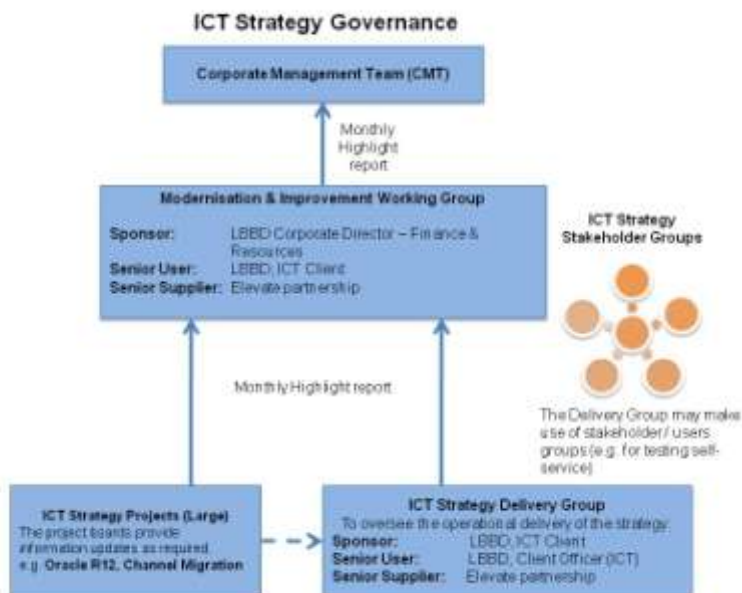 ICT Strategy Governance
Corporate Management Team (CMT)
Monthly
Highlight
report
Modernisation & Improvement Working Group
Sponsor: LBBD Corporate Director – Finance &
Resources
Senior User: LBBD, ICT Client
Senior Supplier: Elevate partnership
ICT Strategy
Stakeholder Groups
Monthly Highlight report
The Delivery Group may make
use of stakeholder / users
groups (e.g. for testing self-
service)
ICT Strategy Projects (Large)
The project boards provide
information updates as required
e.g. Oracle R12, Channel Migration
ICT Strategy Delivery Group
To oversee the operational delivery of the strategy
Sponsor: LBBD, ICT Client
Senior User: LBBD, Client Officer (ICT)
Senior Supplier: Elevate partnership